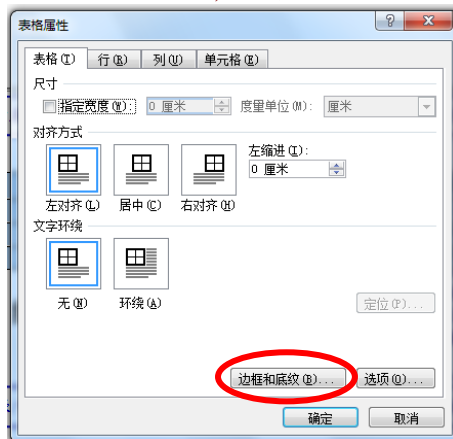 表格属性
表格(T) 行(R) 列(U) 单元格(E)
尺寸
指定宽度(W): 0 厘米 度量单位(M): 厘米
对齐方式
左缩进(I):
0 厘米
左对齐(L) 居中(C) 右对齐(H)
文字环绕
无(N) 环绕(A) 定位(P)...
边框和底纹(B)... 选项(O)...
确定 取消